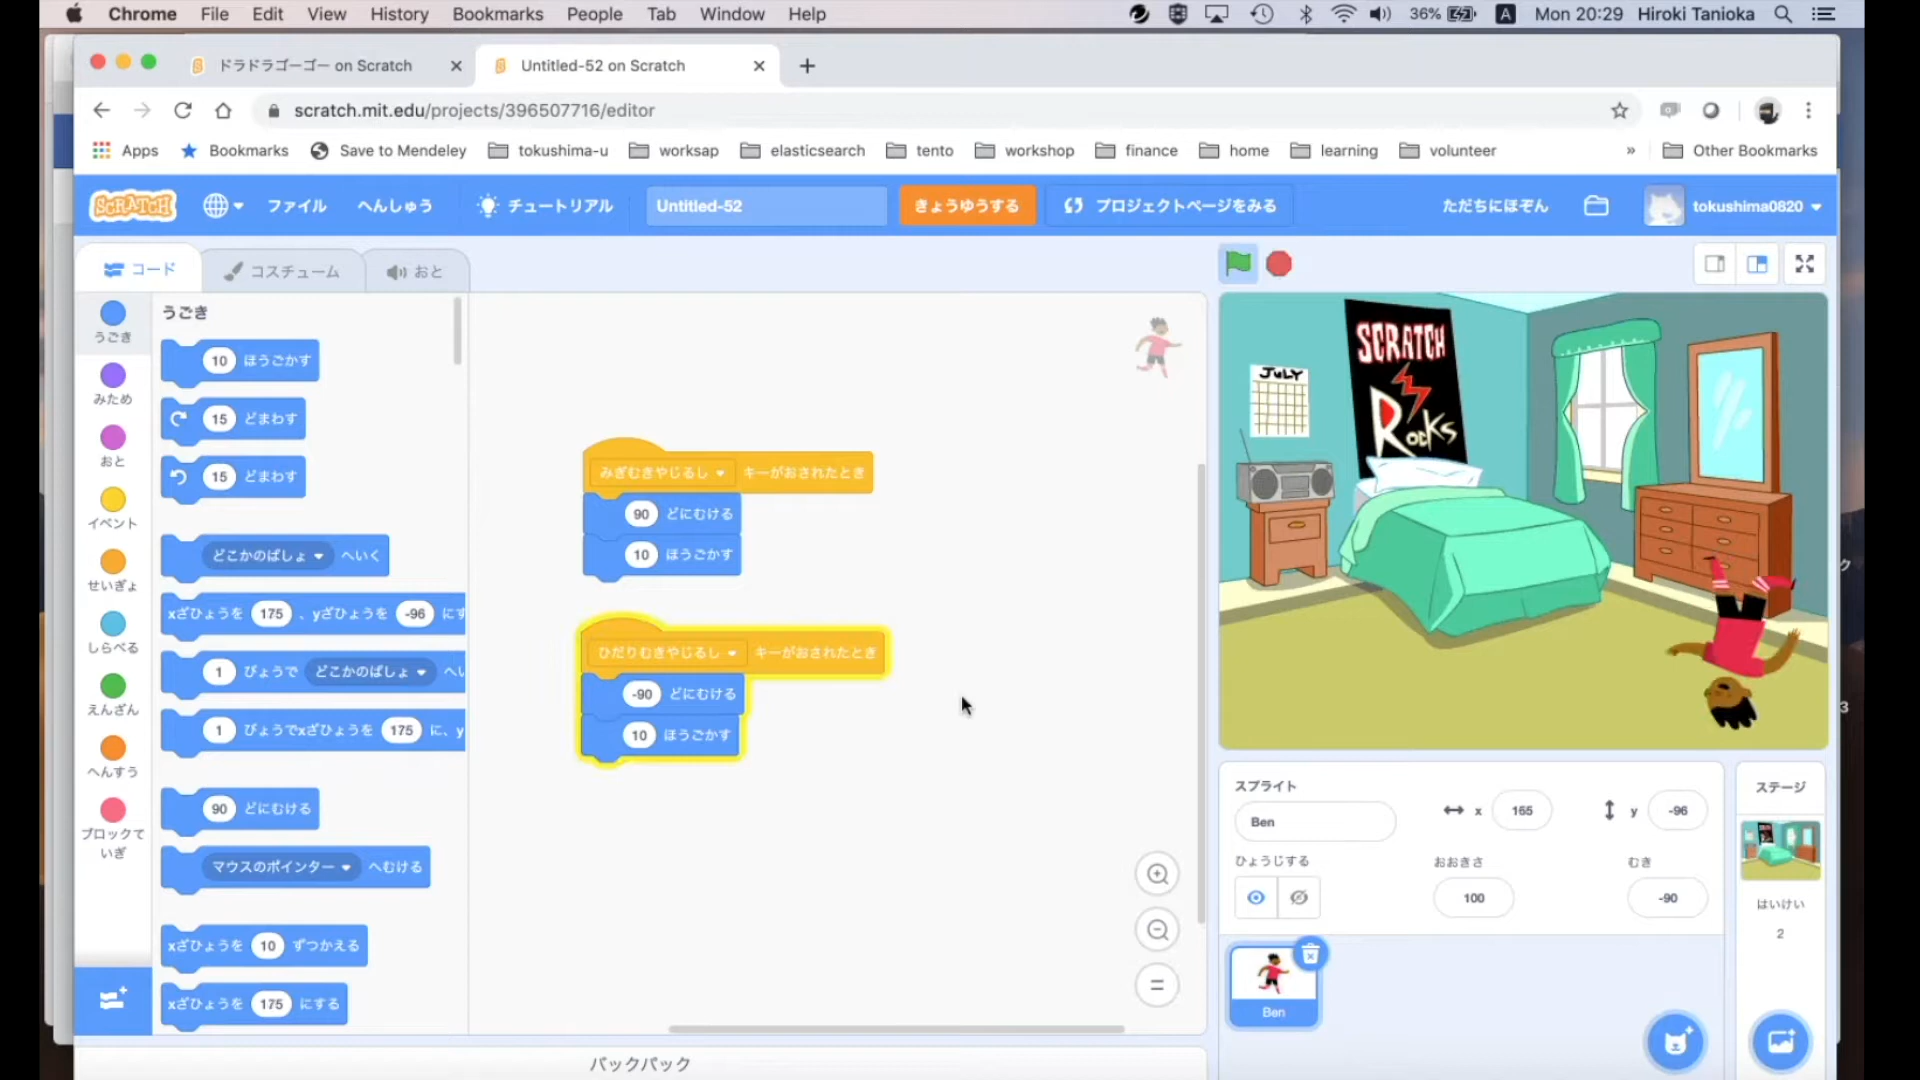 Chrome File Edit View History Bookmarks People Tab Window Help
36% A Mon 20:29 Hiroki Tanioka
ドラドラゴーゴー on Scratch
Untitled-52 on Scratch
scratch.mit.edu/projects/396507716/editor
Apps Bookmarks Save to Mendeley tokushima-u worksap elasticsearch tento workshop finance home learning volunteer » Other Bookmarks
SCRATCH ファイル へんしゅう チュートリアル Untitled-52 きょうゆうする プロジェクトページをみる ただちにほぞん tokushima0820
コード コスチューム おと
うごき
みため
おと
イベント
せいぎょ
しらべる
えんざん
へんすう
ブロックて
いぎ
うごき
10 ほうごかす
15 どまわす
15 どまわす
どこかのばしょ へいく
xざひょうを 175 、yざひょうを -96 にす
1 びょうで どこかのばしょ へい
1 びょうでxざひょうを 175 に、y
90 どにむける
マウスのポインター へむける
xざひょうを 10 ずつかえる
xざひょうを 175 にする
みぎむきやじるし キーがおされたとき
90 どにむける
10 ほうごかす
ひだりむきやじるし キーがおされたとき
-90 どにむける
10 ほうごかす
バックパック
JULY
SCRATCH
ROCKS
スプライト
Ben
x 165
y -96
ひょうじする
おおきさ
100
むき
-90
Ben
ステージ
はいけい
2